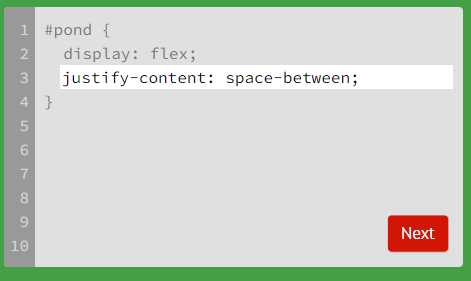 1 #pond {
2 display: flex;
3 justify-content: space-between;
4 }
5
6
7
8
9
10
Next